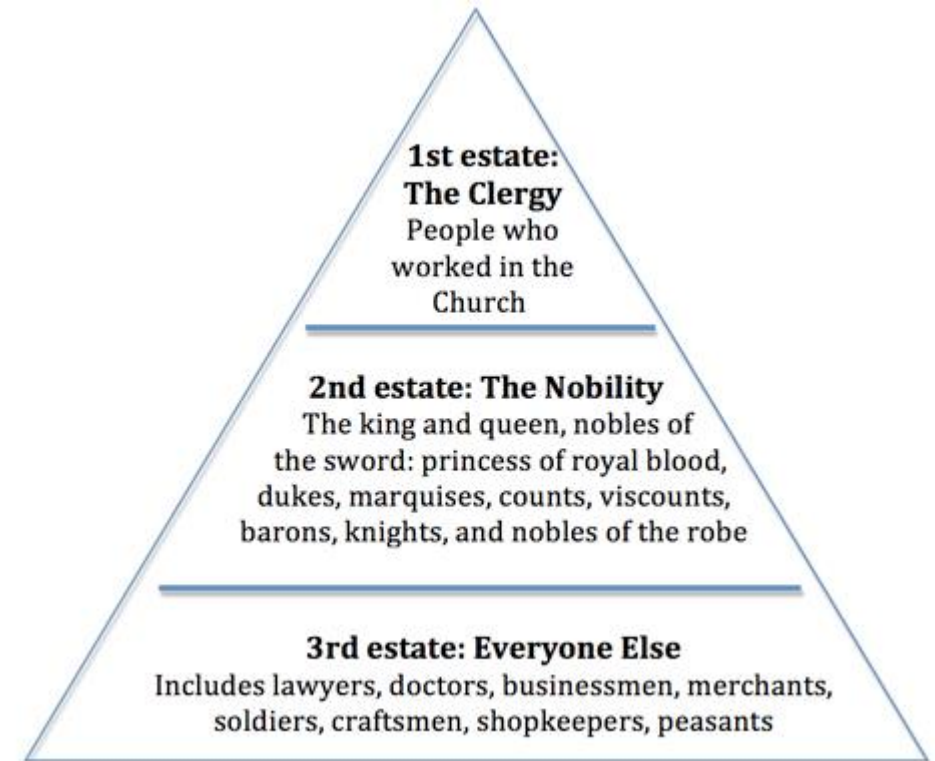 1st estate:
The Clergy
People who
worked in the
Church
2nd estate: The Nobility
The king and queen, nobles of
the sword: princess of royal blood,
dukes, marquises, counts, viscounts,
barons, knights, and nobles of the robe
3rd estate: Everyone Else
Includes lawyers, doctors, businessmen, merchants,
soldiers, craftsmen, shopkeepers, peasants